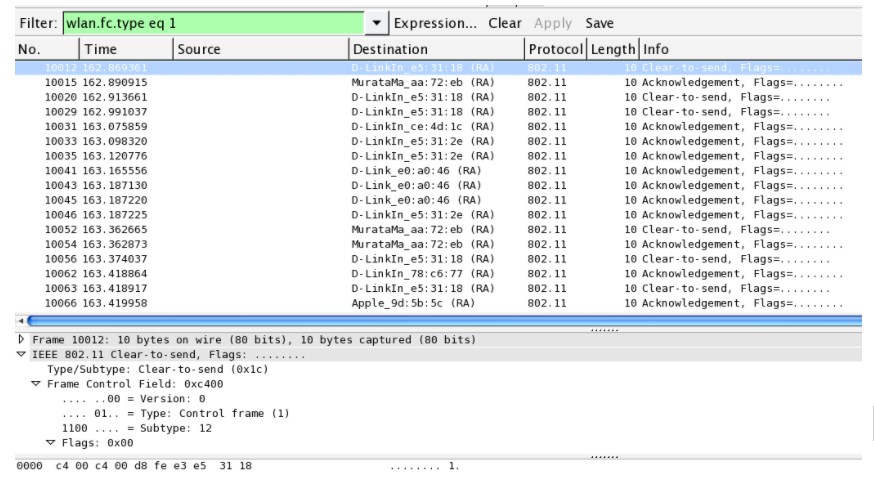 Filter: wlan.fc.type eq 1 Expression... Clear Apply Save
No. Time Source Destination Protocol Length Info
10012 162.869361 D-LinkIn_e5:31:18 (RA) 802.11 10 Clear-to-send, Flags=........
10015 162.890915 MurataMa_aa:72:eb (RA) 802.11 10 Acknowledgement, Flags=........
10020 162.913661 D-LinkIn_e5:31:18 (RA) 802.11 10 Clear-to-send, Flags=........
10029 162.991037 D-LinkIn_e5:31:18 (RA) 802.11 10 Clear-to-send, Flags=........
10031 163.075859 D-LinkIn_ce:4d:1c (RA) 802.11 10 Acknowledgement, Flags=........
10033 163.098320 D-LinkIn_e5:31:2e (RA) 802.11 10 Acknowledgement, Flags=........
10035 163.120776 D-LinkIn_e5:31:2e (RA) 802.11 10 Acknowledgement, Flags=........
10041 163.165556 D-Link_e0:a0:46 (RA) 802.11 10 Acknowledgement, Flags=........
10043 163.187130 D-Link_e0:a0:46 (RA) 802.11 10 Acknowledgement, Flags=........
10045 163.187220 D-Link_e0:a0:46 (RA) 802.11 10 Acknowledgement, Flags=........
10046 163.187225 D-LinkIn_e5:31:2e (RA) 802.11 10 Acknowledgement, Flags=........
10052 163.362665 MurataMa_aa:72:eb (RA) 802.11 10 Clear-to-send, Flags=........
10054 163.362873 MurataMa_aa:72:eb (RA) 802.11 10 Acknowledgement, Flags=........
10056 163.374037 D-LinkIn_e5:31:18 (RA) 802.11 10 Clear-to-send, Flags=........
10062 163.418864 D-LinkIn_78:c6:77 (RA) 802.11 10 Acknowledgement, Flags=........
10063 163.418917 D-LinkIn_e5:31:18 (RA) 802.11 10 Clear-to-send, Flags=........
10066 163.419958 Apple_9d:5b:5c (RA) 802.11 10 Acknowledgement, Flags=........
Frame 10012: 10 bytes on wire (80 bits), 10 bytes captured (80 bits)
IEEE 802.11 Clear-to-send, Flags: ........
Type/Subtype: Clear-to-send (0x1c)
Frame Control Field: 0xc400
.... ..00 = Version: 0
.... 01.. = Type: Control frame (1)
1100 .... = Subtype: 12
Flags: 0x00
0000 c4 00 c4 00 d8 fe e3 e5 31 18 ........ 1.